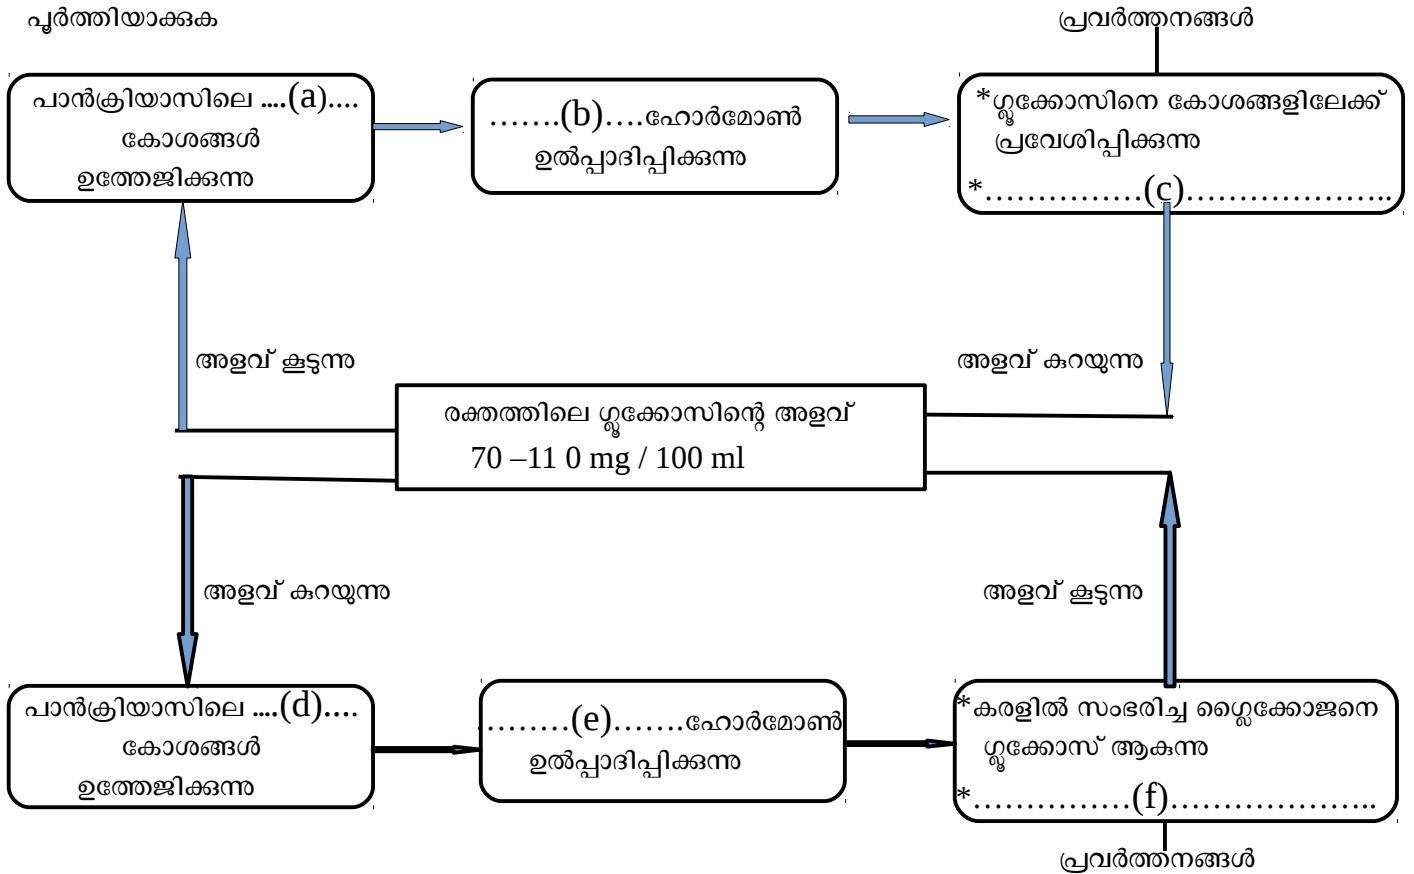 പൂർത്തിയാക്കുക
പ്രവർത്തനങ്ങൾ
പാൻക്രിയാസിലെ ....(a)....
കോശങ്ങൾ
ഉത്തേജിക്കുന്നു
.......(b)....ഹോർമോൺ
ഉൽപ്പാദിപ്പിക്കുന്നു
*ഗ്ലൂക്കോസിനെ കോശങ്ങളിലേക്ക്
പ്രവേശിപ്പിക്കുന്നു
*...............(c)....................
അളവ് കൂടുന്നു
അളവ് കുറയുന്നു
രക്തത്തിലെ ഗ്ലൂക്കോസിന്റെ അളവ്
70 –11 0 mg / 100 ml
അളവ് കുറയുന്നു
അളവ് കൂടുന്നു
പാൻക്രിയാസിലെ ....(d)....
കോശങ്ങൾ
ഉത്തേജിക്കുന്നു
.........(e).......ഹോർമോൺ
ഉൽപ്പാദിപ്പിക്കുന്നു
*കരളിൽ സംഭരിച്ച ഗ്ലൈക്കോജനെ
ഗ്ലൂക്കോസ് ആകുന്നു
*...............(f)....................
പ്രവർത്തനങ്ങൾ